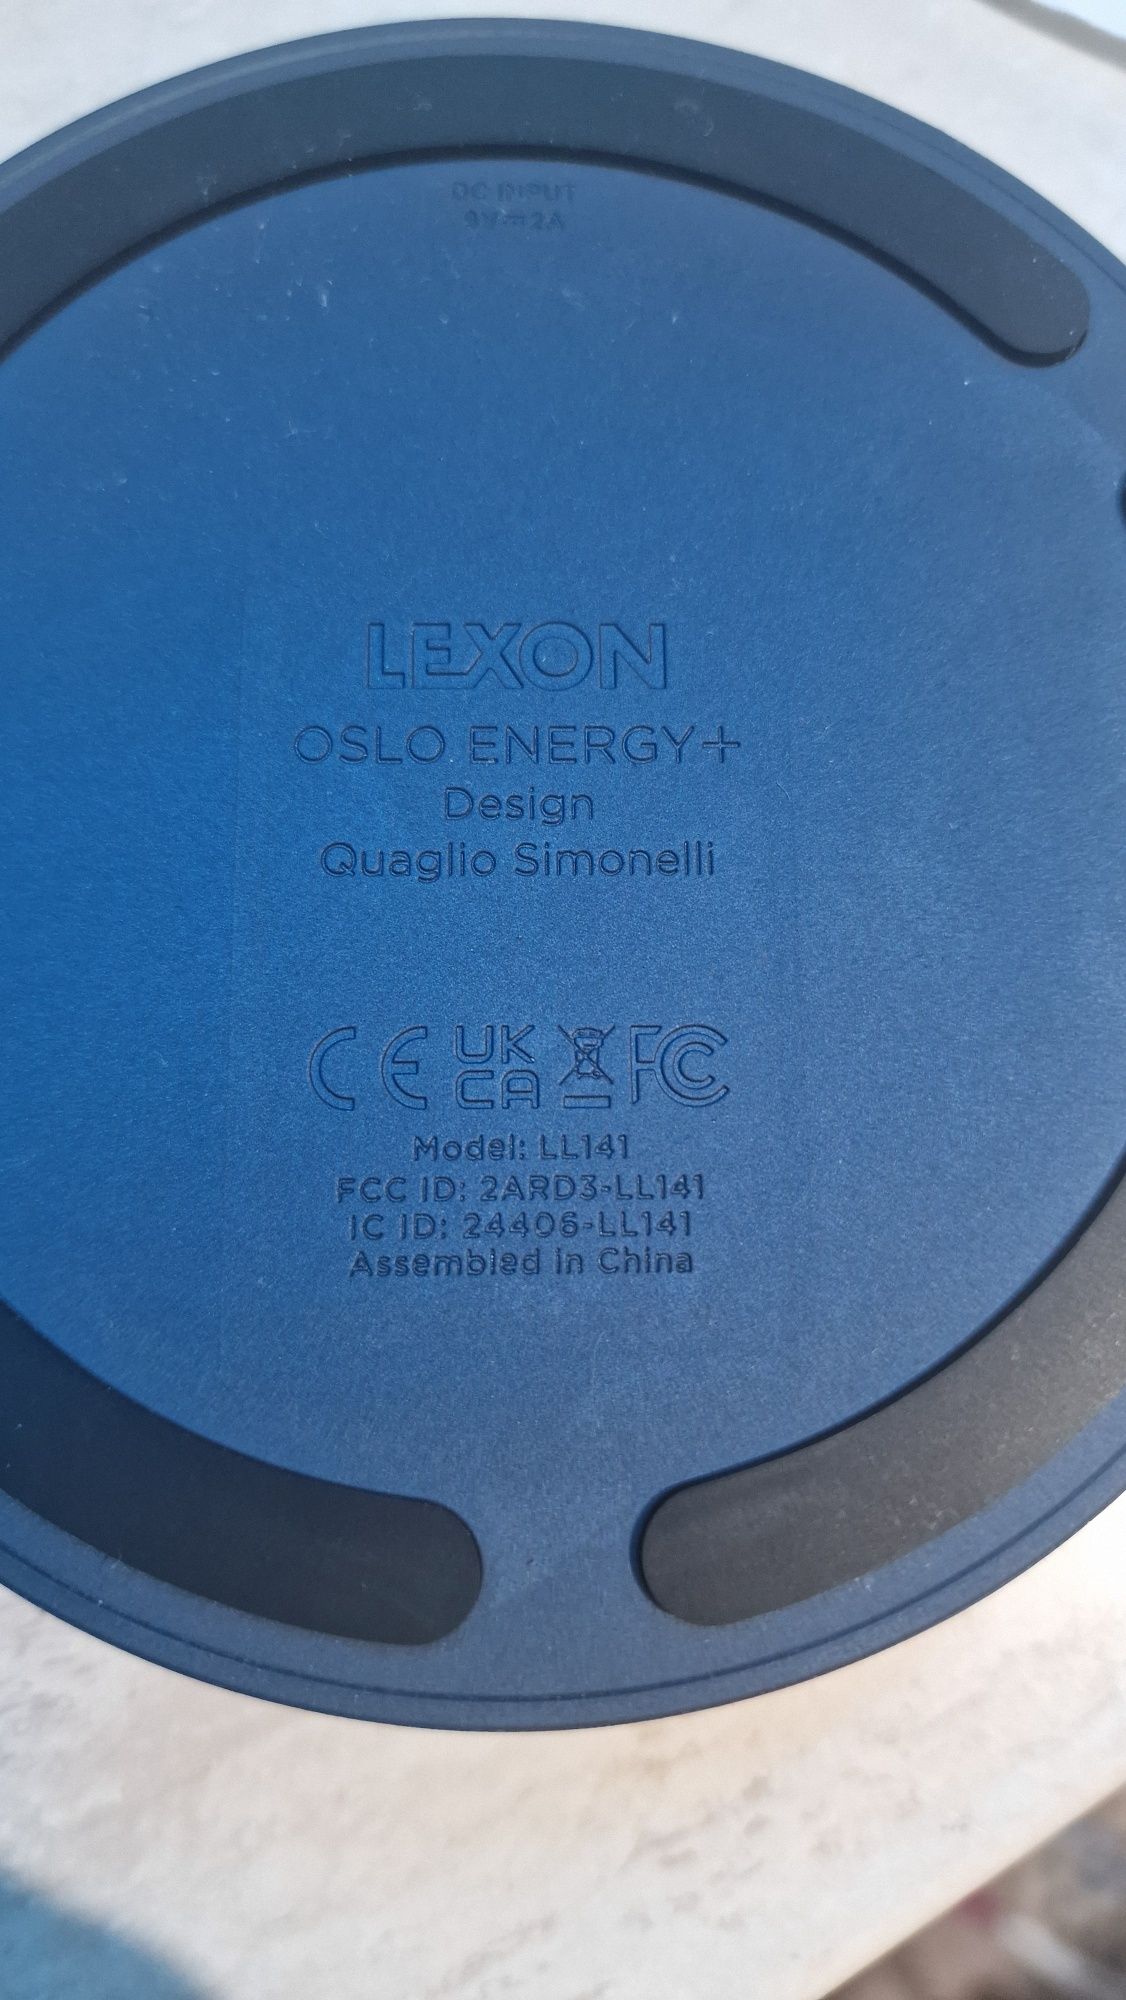 DC INPUT
9V⎓2A
LEXON
OSLO ENERGY+
Design
Quaglio Simonelli
CE UK CA FC
Model: LL141
FCC ID: 2ARD3-LL141
IC ID: 24406-LL141
Assembled in China